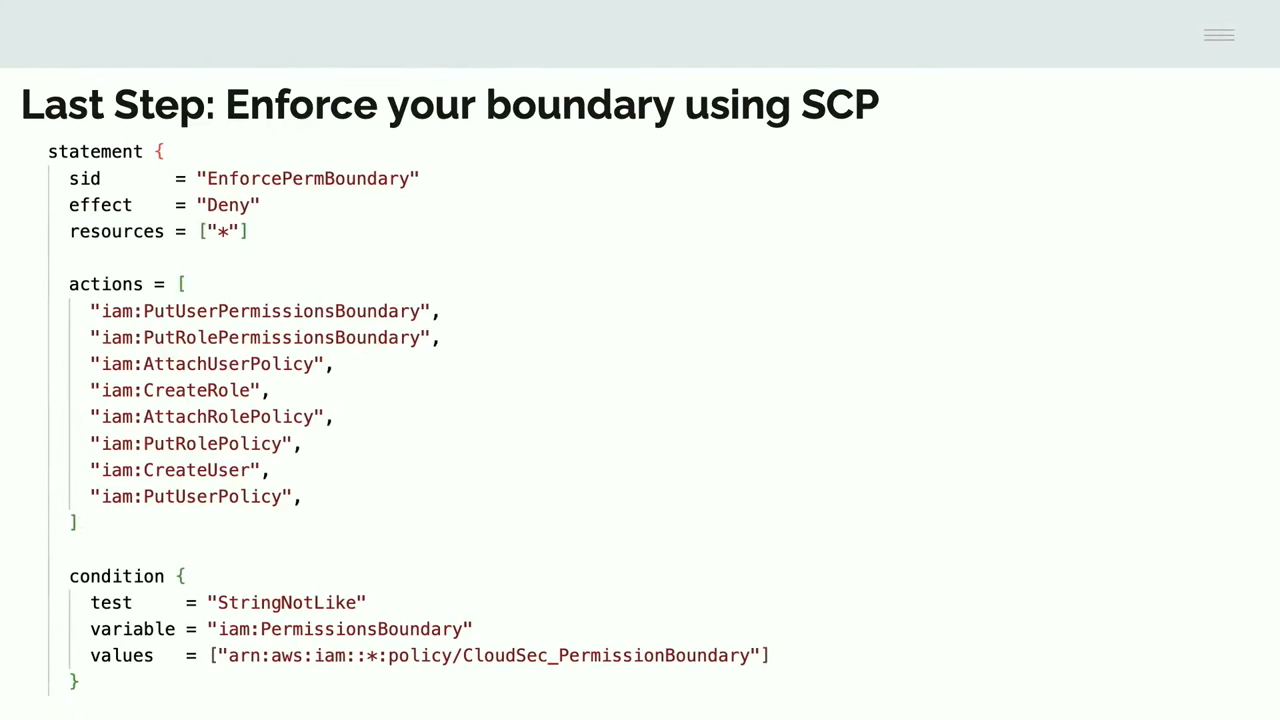 Last Step: Enforce your boundary using SCP
statement {
sid       = "EnforcePermBoundary"
effect    = "Deny"
resources = ["*"]
actions = [
"iam:PutUserPermissionsBoundary",
"iam:PutRolePermissionsBoundary",
"iam:AttachUserPolicy",
"iam:CreateRole",
"iam:AttachRolePolicy",
"iam:PutRolePolicy",
"iam:CreateUser",
"iam:PutUserPolicy",
]
condition {
test     = "StringNotLike"
variable = "iam:PermissionsBoundary"
values   = ["arn:aws:iam::*:policy/CloudSec_PermissionBoundary"]
}